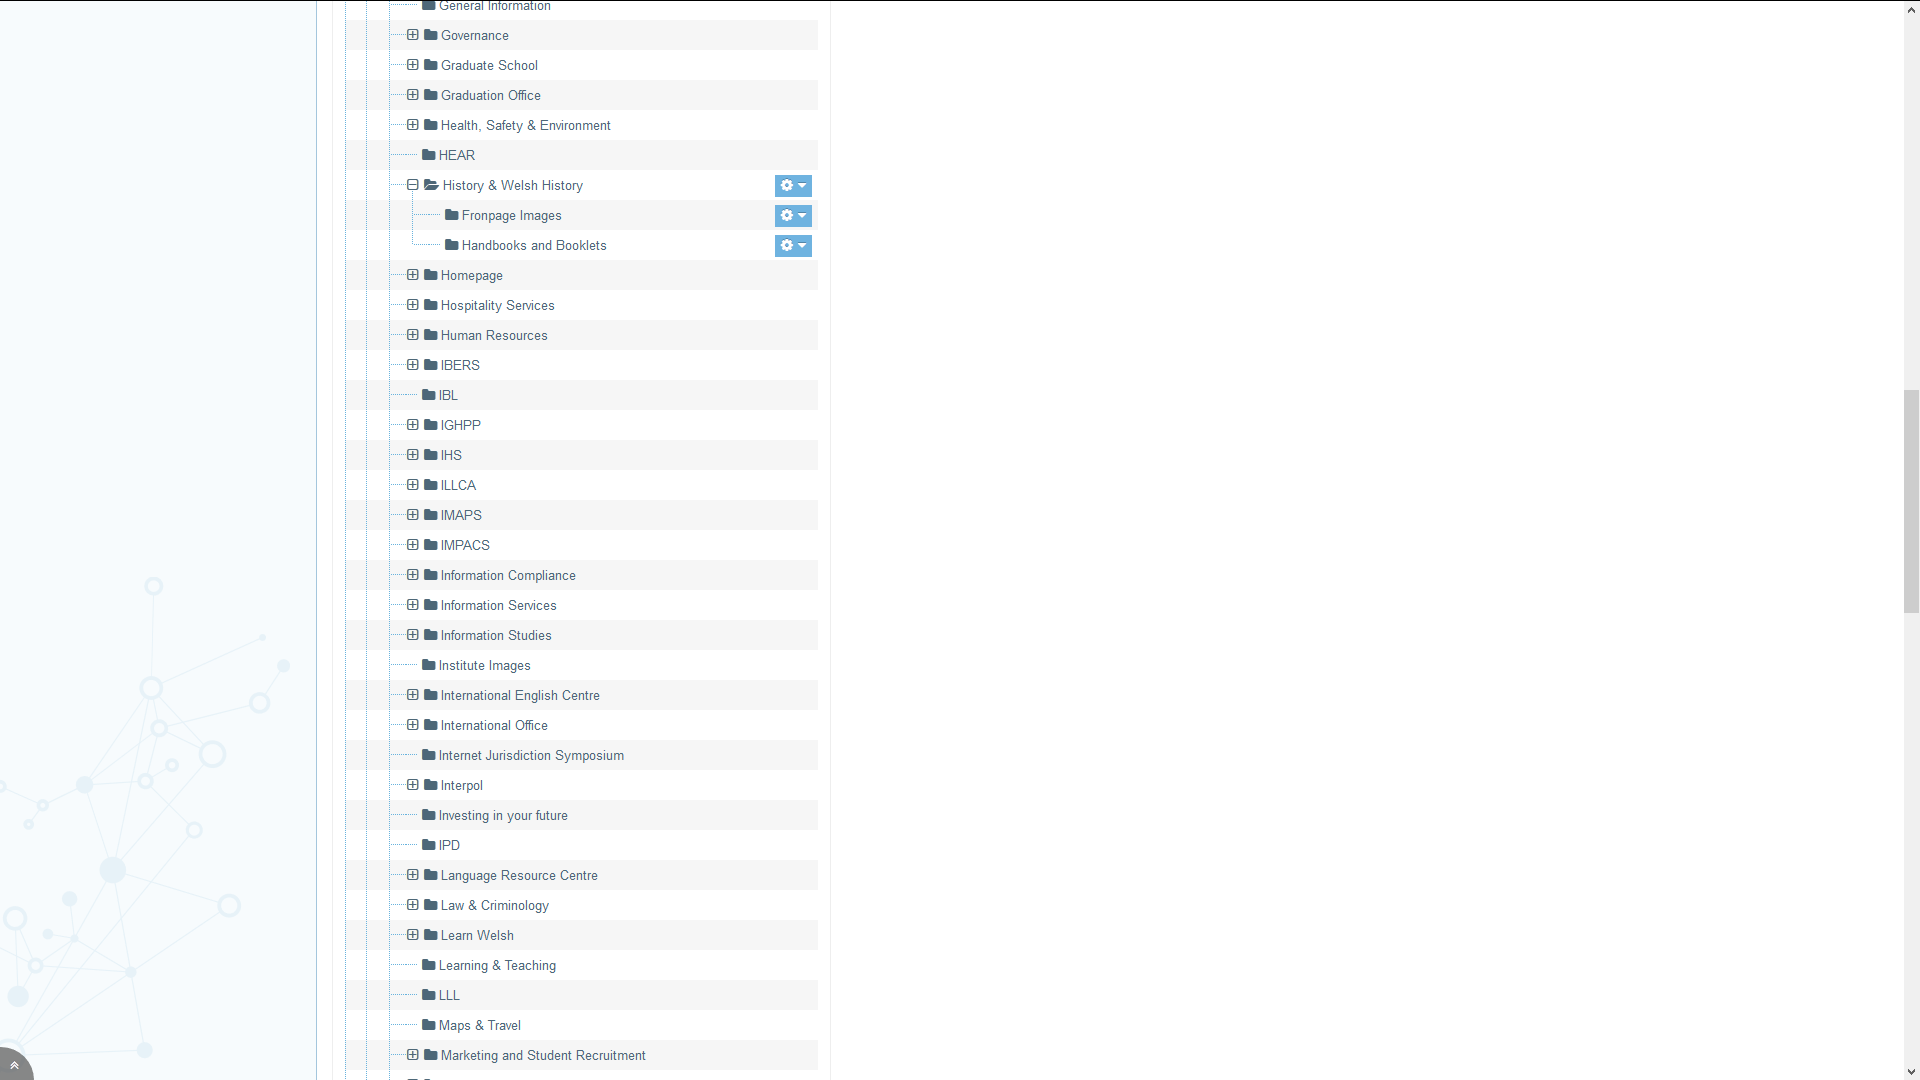 General Information
Governance
Graduate School
Graduation Office
Health, Safety & Environment
HEAR
History & Welsh History
Fronpage Images
Handbooks and Booklets
Homepage
Hospitality Services
Human Resources
IBERS
IBL
IGHPP
IHS
ILLCA
IMAPS
IMPACS
Information Compliance
Information Services
Information Studies
Institute Images
International English Centre
International Office
Internet Jurisdiction Symposium
Interpol
Investing in your future
IPD
Language Resource Centre
Law & Criminology
Learn Welsh
Learning & Teaching
LLL
Maps & Travel
Marketing and Student Recruitment